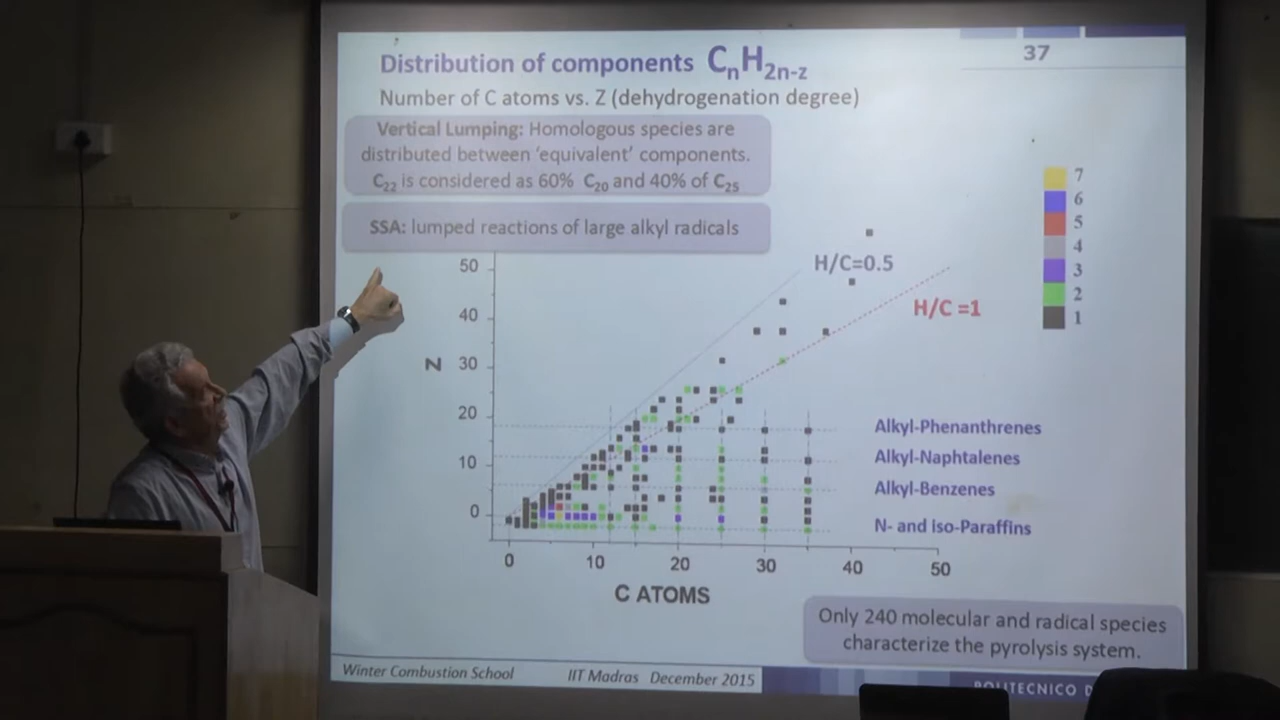 Distribution of components CnH2n-z
37
Number of C atoms vs. Z (dehydrogenation degree)
Vertical Lumping: Homologous species are
distributed between 'equivalent' components.
C22 is considered as 60% C20 and 40% of C25
SSA: lumped reactions of large alkyl radicals
7
6
5
4
3
2
1
H/C=0.5
H/C =1
50
40
30
20
10
0
Z
Alkyl-Phenanthrenes
Alkyl-Naphtalenes
Alkyl-Benzenes
N- and iso-Paraffins
0 10 20 30 40 50
C ATOMS
Only 240 molecular and radical species
characterize the pyrolysis system.
Winter Combustion School IIT Madras December 2015
POLITECNICO